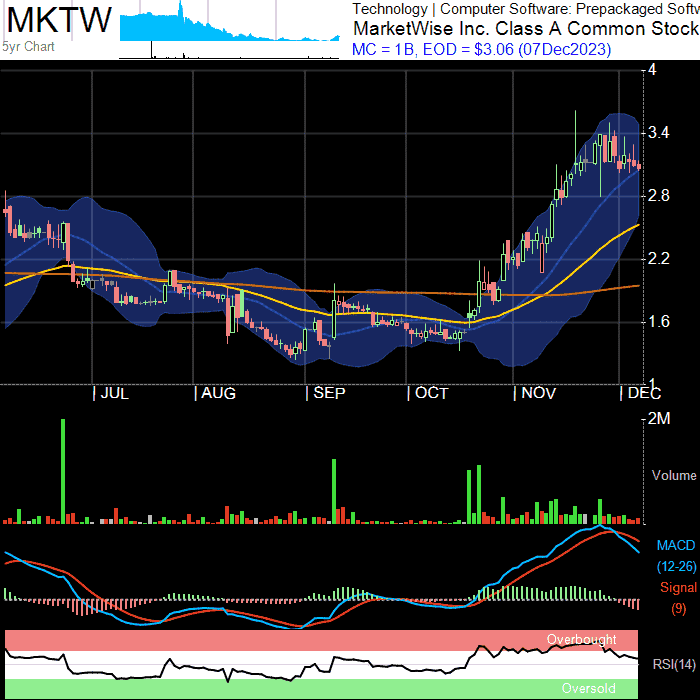 MKTW
5yr Chart
Technology | Computer Software: Prepackaged Softw
MarketWise Inc. Class A Common Stock
MC = 1B, EOD = $3.06 (07Dec2023)
4
3.4
2.8
2.2
1.6
1
| JUL | AUG | SEP | OCT | NOV | DEC
2M
Volume
MACD
(12-26)
Signal
(9)
Overbought
RSI(14)
Oversold